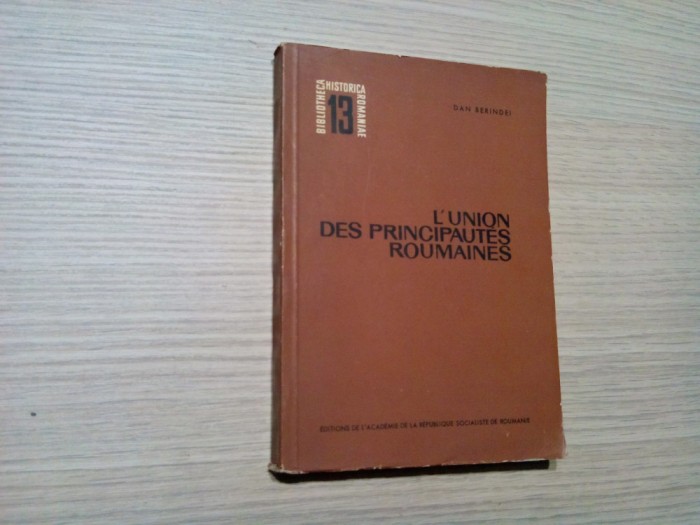 BIBLIOTHECA
HISTORICA
ROMANIAE
13
DAN BERINDEI
L'UNION
DES PRINCIPAUTÉS
ROUMAINES
EDITIONS DE L'ACADÉMIE DE LA RÉPUBLIQUE SOCIALISTE DE ROUMANIE